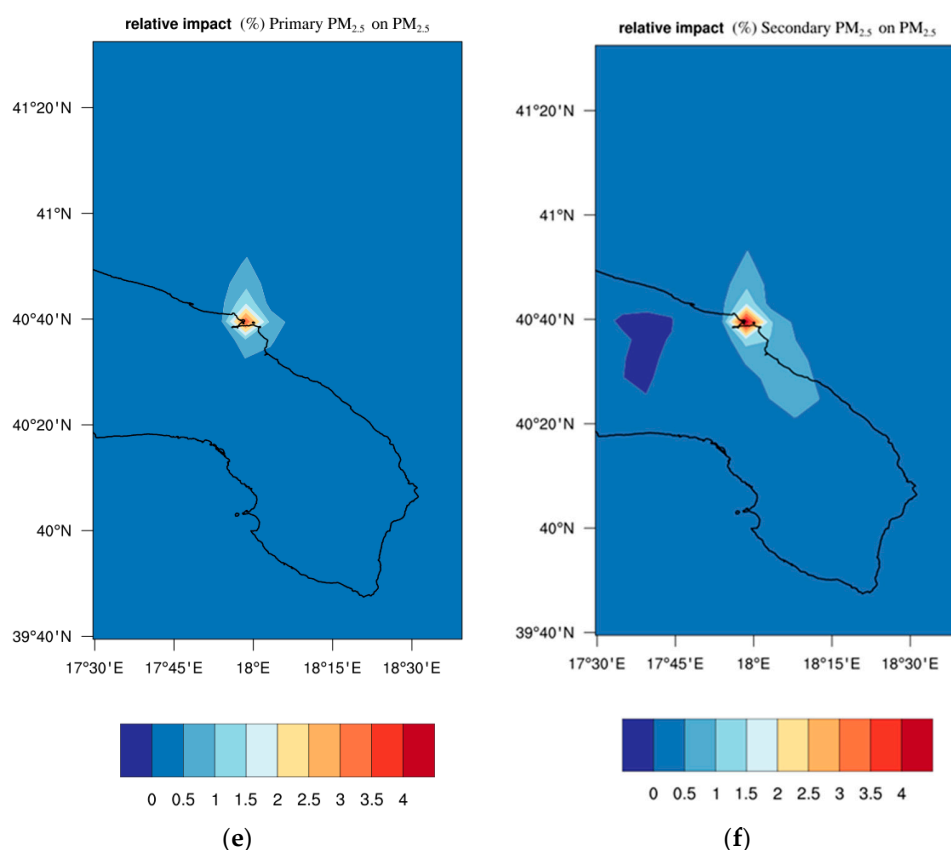 relative impact (%) Primary PM2.5 on PM2.5
41°20'N
41°N
40°40'N
40°20'N
40°N
39°40'N
17°30'E 17°45'E 18°E 18°15'E 18°30'E
0 0.5 1 1.5 2 2.5 3 3.5 4
(e)
relative impact (%) Secondary PM2.5 on PM2.5
41°20'N
41°N
40°40'N
40°20'N
40°N
39°40'N
17°30'E 17°45'E 18°E 18°15'E 18°30'E
0 0.5 1 1.5 2 2.5 3 3.5 4
(f)